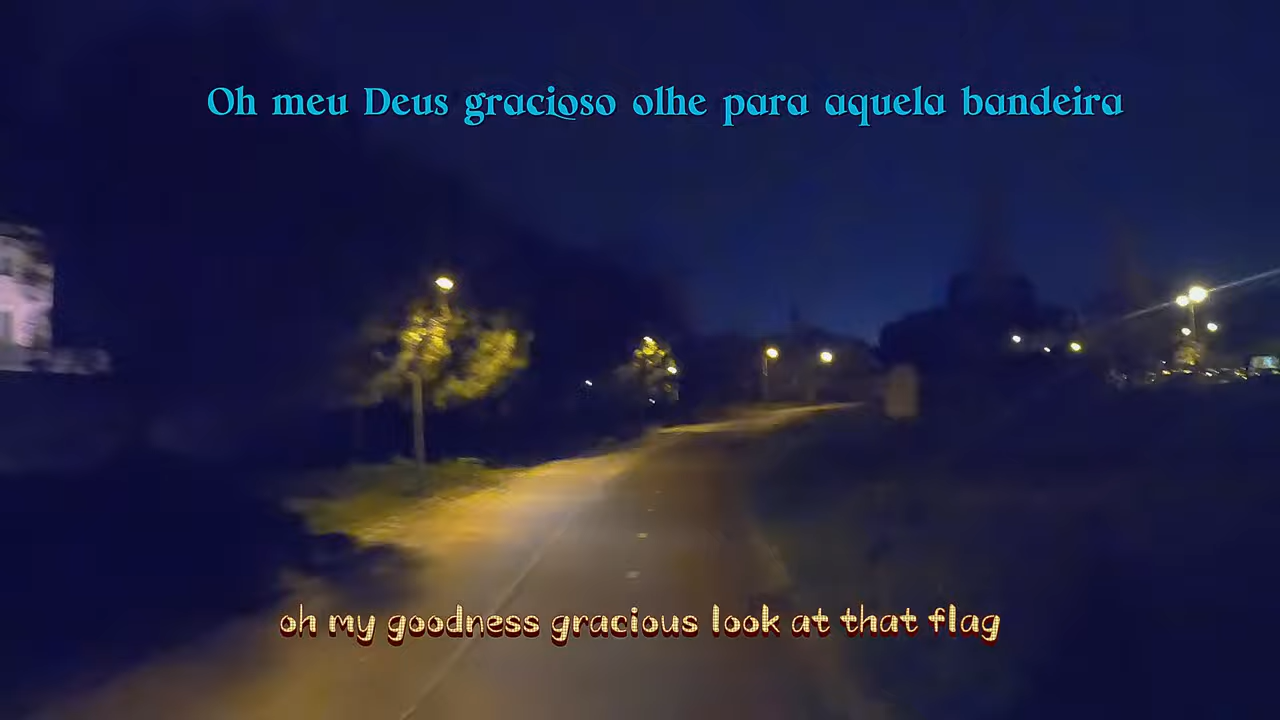 Oh meu Deus gracioso olhe para aquela bandeira
oh my goodness gracious look at that flag